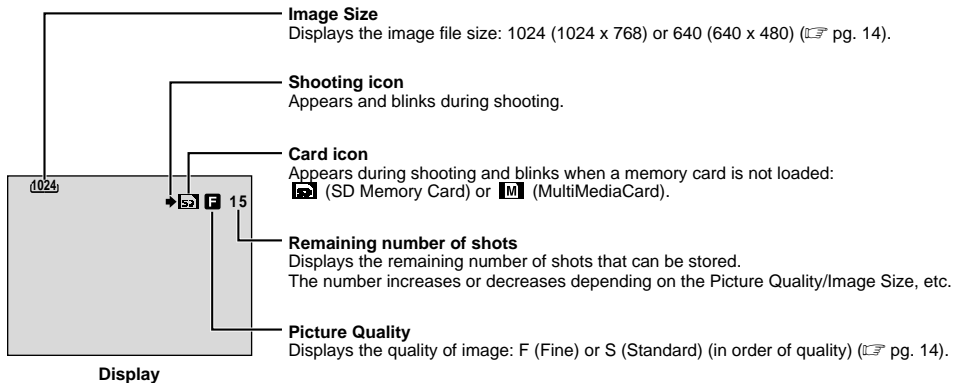 Image Size
Displays the image file size: 1024 (1024 x 768) or 640 (640 x 480) (☞ pg. 14).
Shooting icon
Appears and blinks during shooting.
Card icon
Appears during shooting and blinks when a memory card is not loaded:
SD (SD Memory Card) or M (MultiMediaCard).
1024
SD F 15
Remaining number of shots
Displays the remaining number of shots that can be stored.
The number increases or decreases depending on the Picture Quality/Image Size, etc.
Picture Quality
Displays the quality of image: F (Fine) or S (Standard) (in order of quality) (☞ pg. 14).
Display